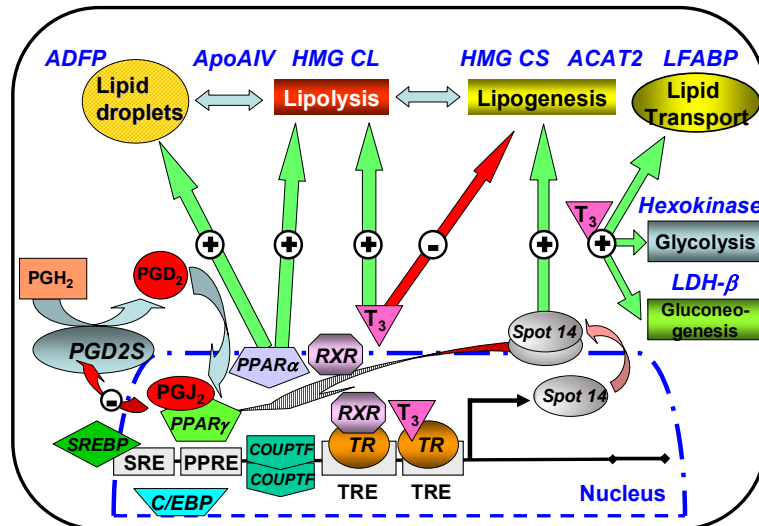 ADFP ApoAIV HMG CL HMG CS ACAT2 LFABP
Lipid
droplets
Lipolysis
Lipogenesis
Lipid
Transport
+
+
+
-
+
T3
+
Hexokinase
Glycolysis
LDH-β
Gluconeo-
genesis
PGH2
PGD2
PGD2S
T3
Spot 14
PPARα
RXR
-
PGJ2
PPARγ
Spot 14
SREBP
RXR
T3
TR
TR
COUPTF
COUPTF
SRE
PPRE
TRE
TRE
C/EBP
Nucleus